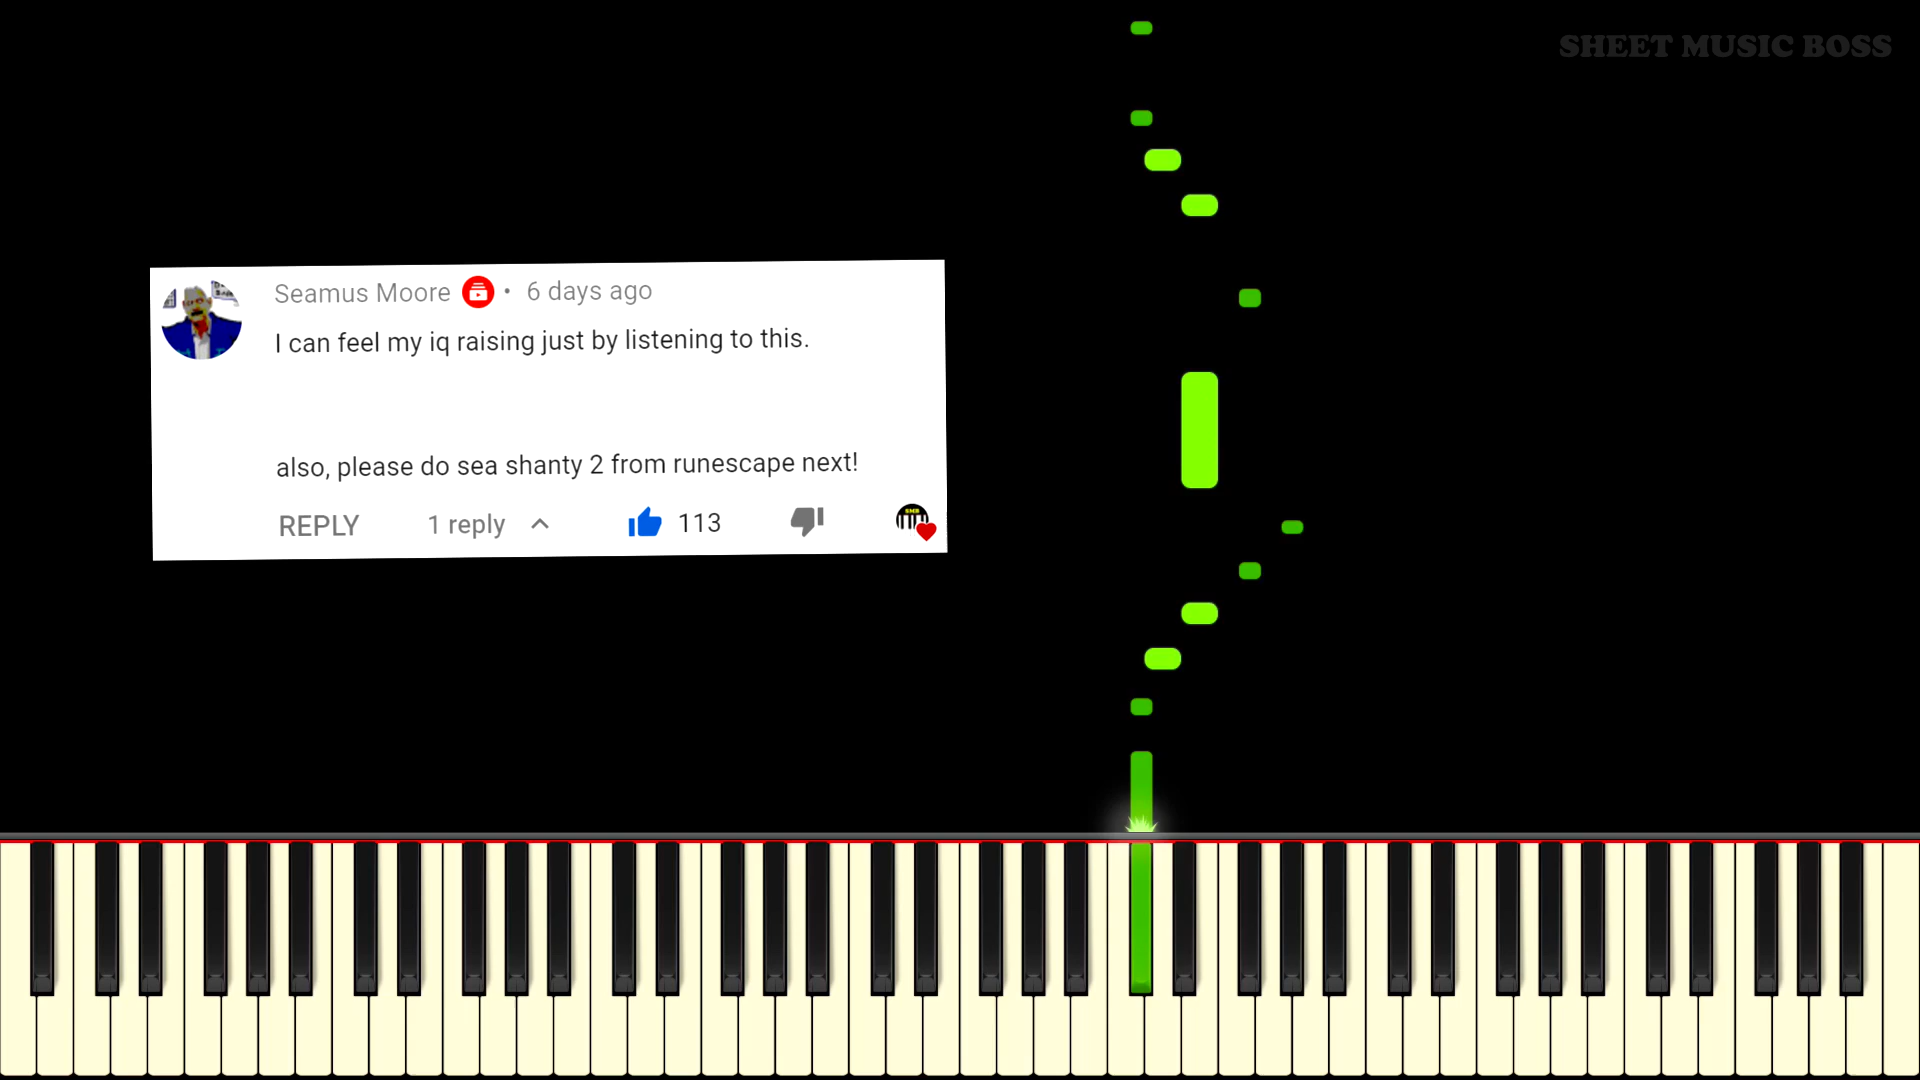 SHEET MUSIC BOSS
Seamus Moore • 6 days ago
I can feel my iq raising just by listening to this.
also, please do sea shanty 2 from runescape next!
REPLY 1 reply 113
SMB